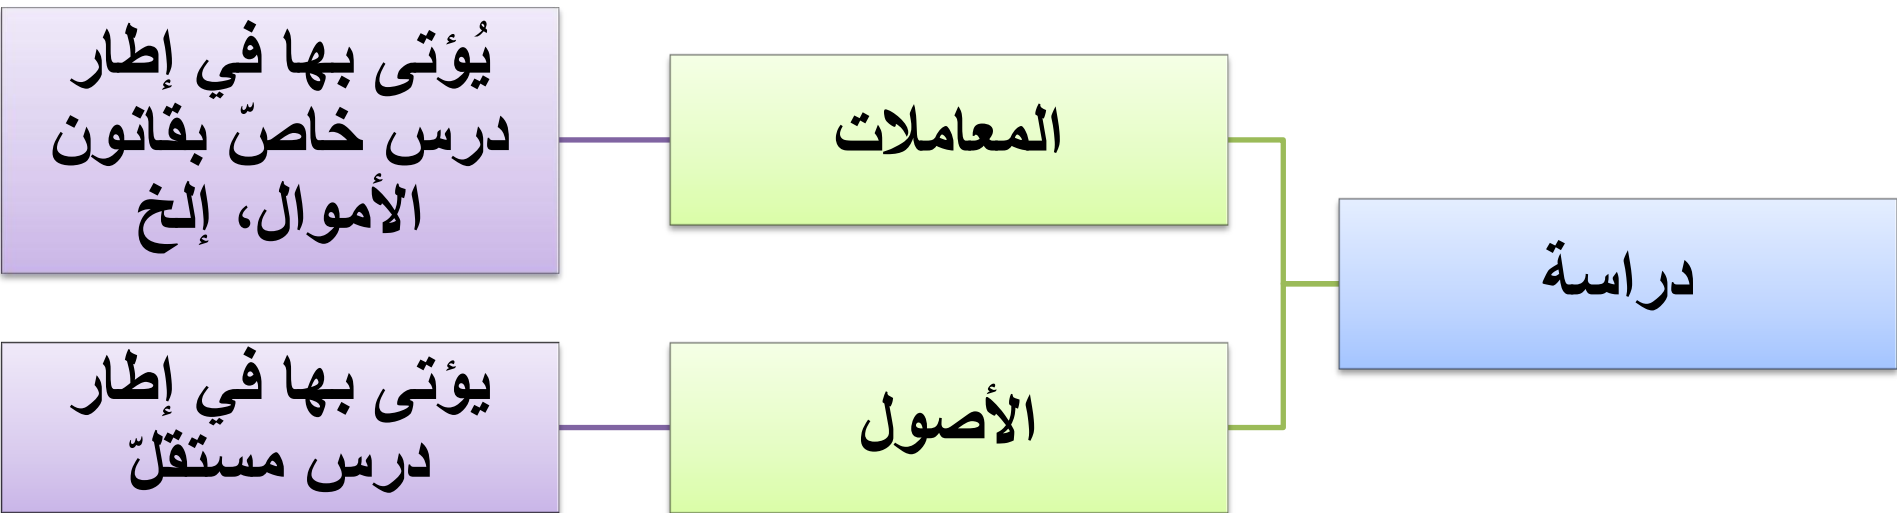 دراسة
المعاملات
يُؤتى بها في إطار
درس خاصّ بقانون
الأموال، إلخ
الأصول
يؤتى بها في إطار
درس مستقلّ